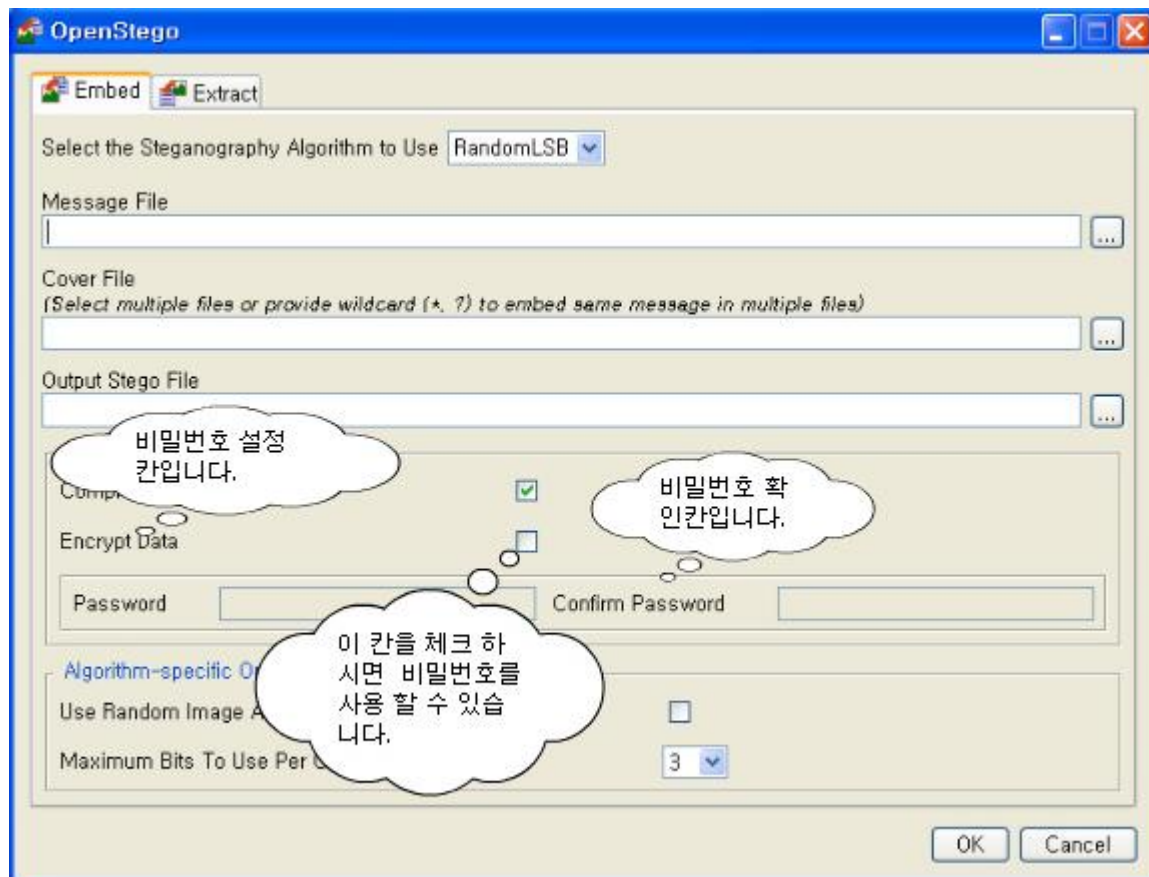 OpenStego
Embed Extract
Select the Steganography Algorithm to Use RandomLSB
Message File
...
Cover File
(Select multiple files or provide wildcard (*, ?) to embed same message in multiple files)
...
Output Stego File
...
비밀번호 설정
칸입니다.
비밀번호 확
인칸입니다.
Encrypt Data
Password Confirm Password
이 칸을 체크 하
시면 비밀번호를
사용 할 수 있습
니다.
Algorithm-specific
Use Random Image
Maximum Bits To Use Per
3
OK Cancel